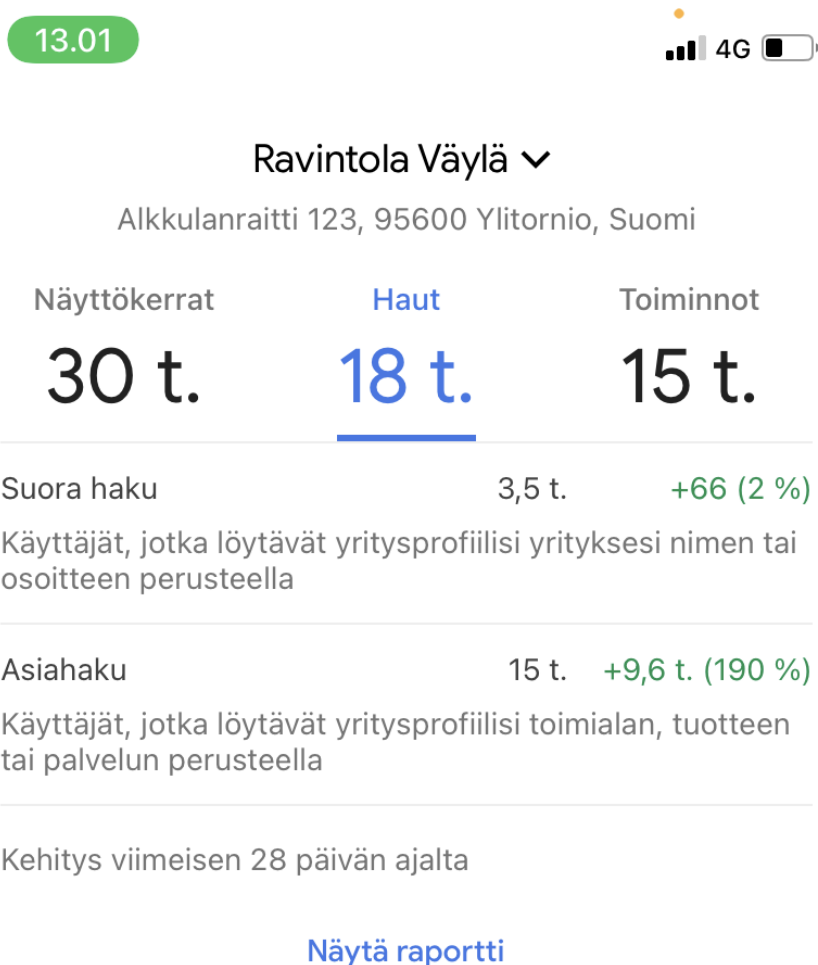 13.01
4G
Ravintola Väylä
Alkkulanraitti 123, 95600 Ylitornio, Suomi
Näyttökerrat Haut Toiminnot
30 t. 18 t. 15 t.
Suora haku 3,5 t. +66 (2 %)
Käyttäjät, jotka löytävät yritysprofiilisi yrityksesi nimen tai
osoitteen perusteella
Asiahaku 15 t. +9,6 t. (190 %)
Käyttäjät, jotka löytävät yritysprofiilisi toimialan, tuotteen
tai palvelun perusteella
Kehitys viimeisen 28 päivän ajalta
Näytä raportti